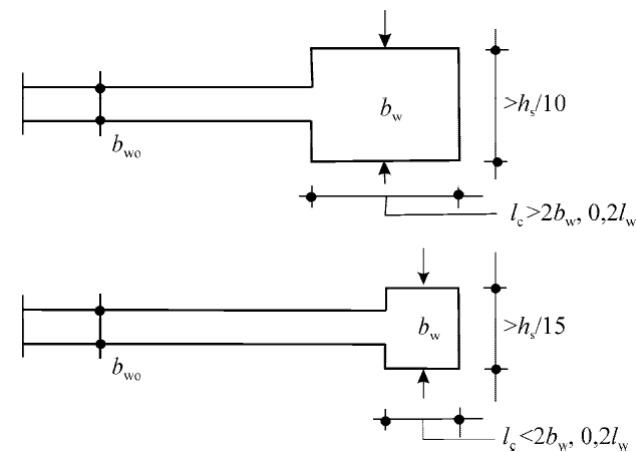 b_w
>h_s/10
b_wo
l_c>2b_w, 0,2l_w
b_w
>h_s/15
b_wo
l_c<2b_w, 0,2l_w